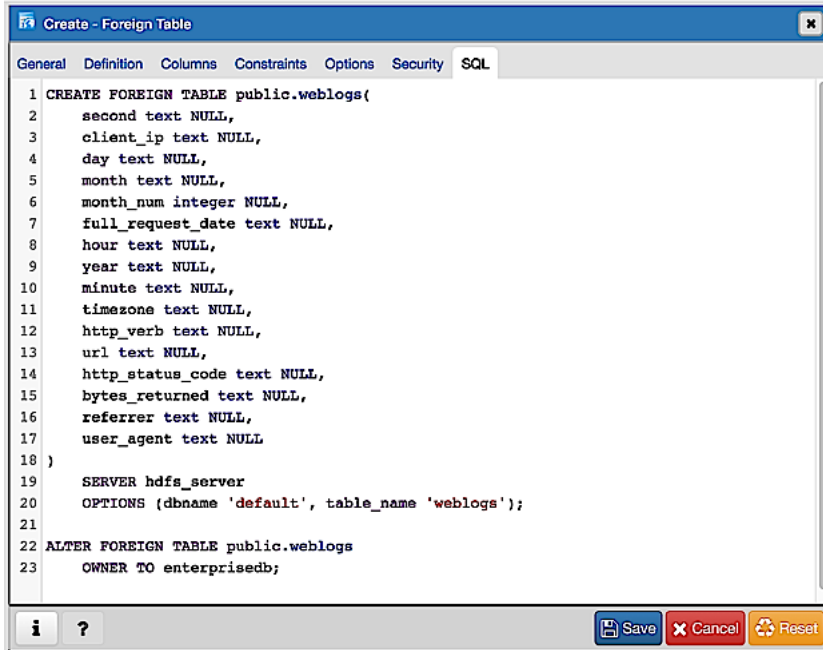 Create - Foreign Table
General Definition Columns Constraints Options Security SQL
1 CREATE FOREIGN TABLE public.weblogs(
2 second text NULL,
3 client_ip text NULL,
4 day text NULL,
5 month text NULL,
6 month_num integer NULL,
7 full_request_date text NULL,
8 hour text NULL,
9 year text NULL,
10 minute text NULL,
11 timezone text NULL,
12 http_verb text NULL,
13 url text NULL,
14 http_status_code text NULL,
15 bytes_returned text NULL,
16 referrer text NULL,
17 user_agent text NULL
18 )
19 SERVER hdfs_server
20 OPTIONS (dbname 'default', table_name 'weblogs');
21
22 ALTER FOREIGN TABLE public.weblogs
23 OWNER TO enterprisedb;
i ? Save Cancel Reset